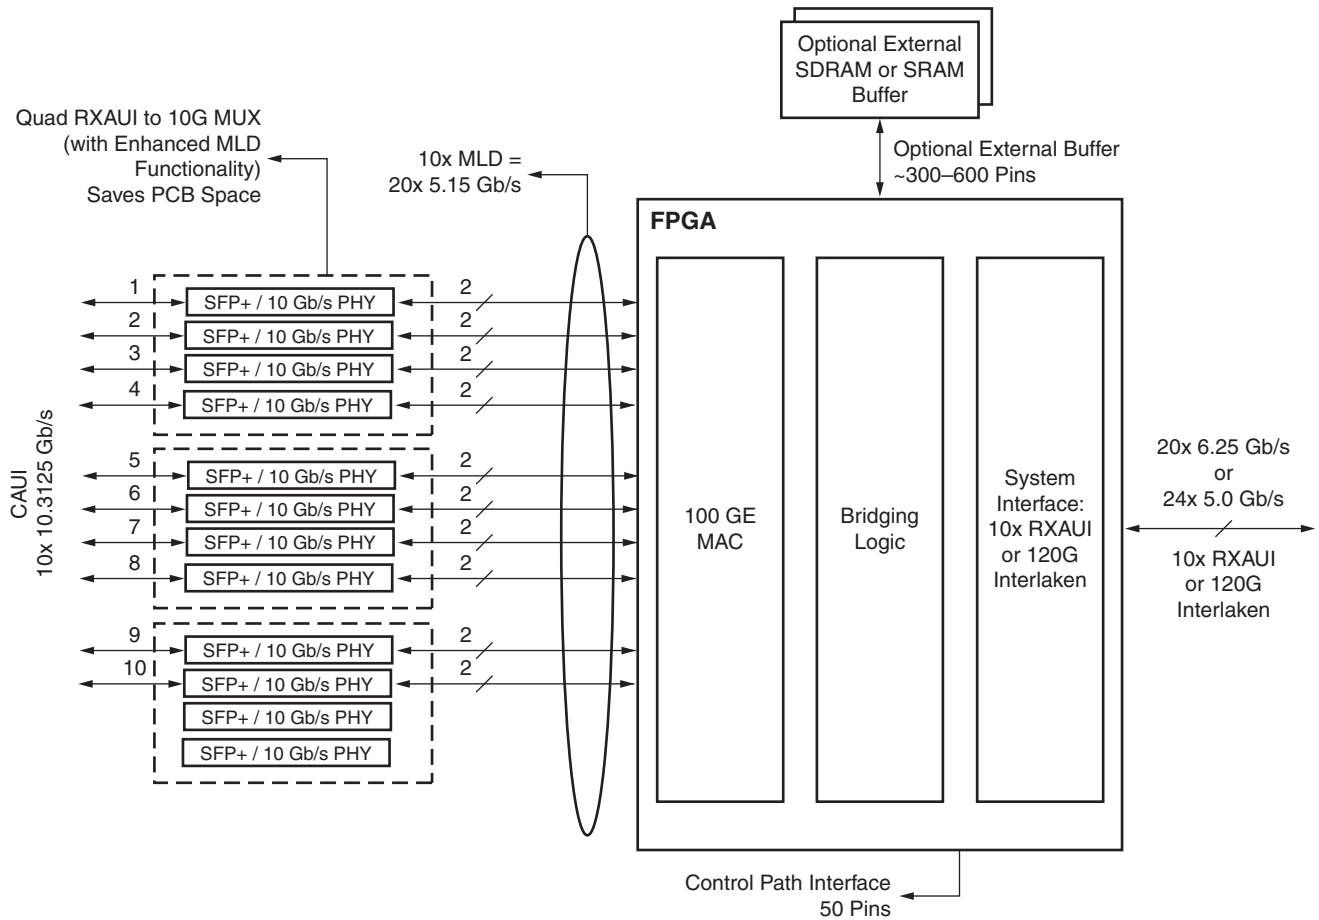 Optional External
SDRAM or SRAM
Buffer
Quad RXAUI to 10G MUX
(with Enhanced MLD
Functionality)
Saves PCB Space
10x MLD =
20x 5.15 Gb/s
Optional External Buffer
~300–600 Pins
FPGA
1
SFP+ / 10 Gb/s PHY
2
2
SFP+ / 10 Gb/s PHY
2
3
SFP+ / 10 Gb/s PHY
2
4
SFP+ / 10 Gb/s PHY
2
CAUI
10x 10.3125 Gb/s
5
SFP+ / 10 Gb/s PHY
2
6
SFP+ / 10 Gb/s PHY
2
7
SFP+ / 10 Gb/s PHY
2
8
SFP+ / 10 Gb/s PHY
2
9
SFP+ / 10 Gb/s PHY
2
10
SFP+ / 10 Gb/s PHY
2
SFP+ / 10 Gb/s PHY
SFP+ / 10 Gb/s PHY
100 GE
MAC
Bridging
Logic
System
Interface:
10x RXAUI
or 120G
Interlaken
20x 6.25 Gb/s
or
24x 5.0 Gb/s
10x RXAUI
or 120G
Interlaken
Control Path Interface
50 Pins